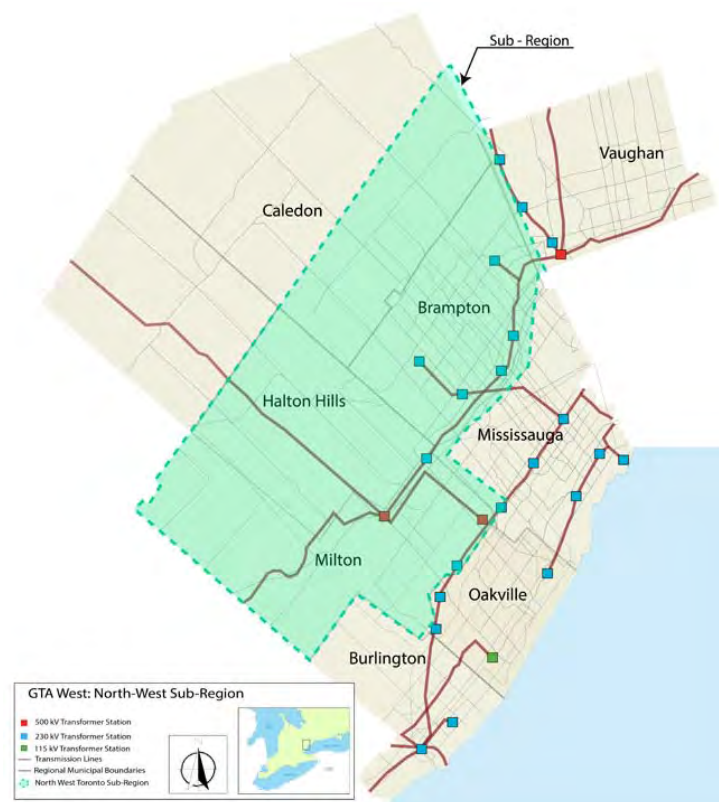 Sub - Region
Vaughan
Caledon
Brampton
Halton Hills
Mississauga
Milton
Oakville
Burlington
GTA West: North-West Sub-Region
500 kV Transformer Station
230 kV Transformer Station
115 kV Transformer Station
Transmission Lines
Regional Municipal Boundaries
North West Toronto Sub-Region